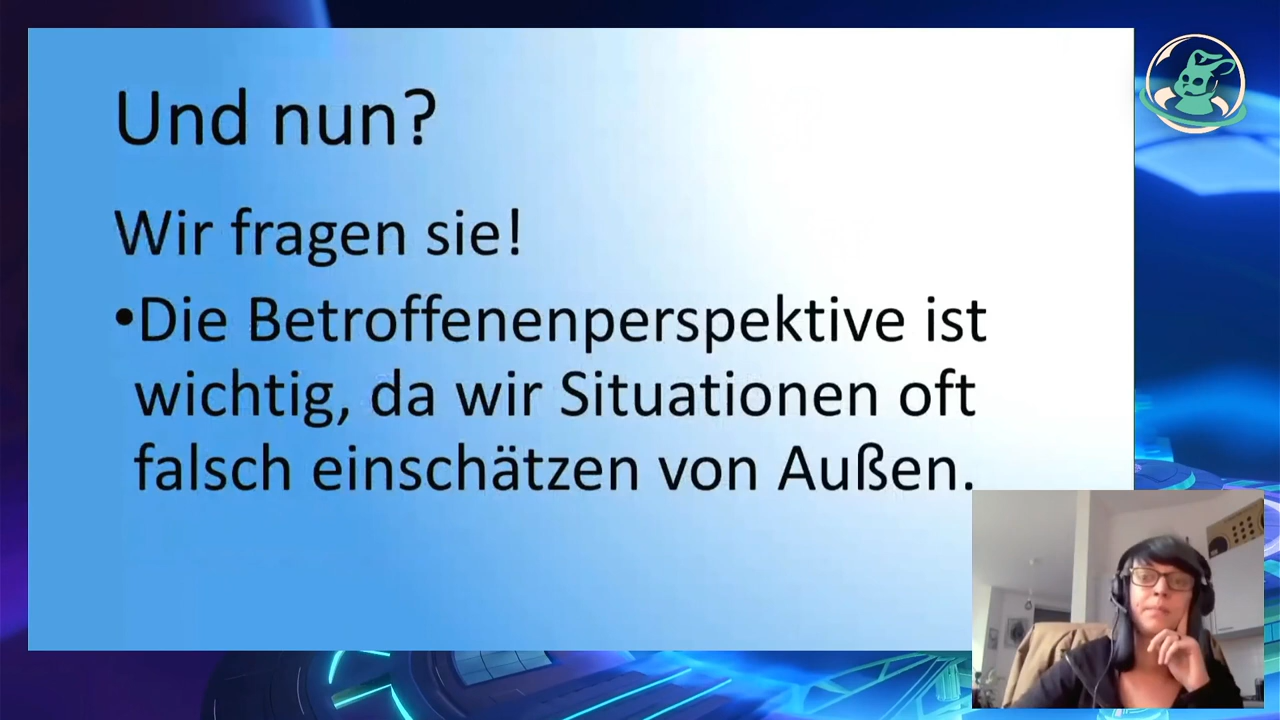 Und nun?
Wir fragen sie!
•Die Betroffenenperspektive ist
wichtig, da wir Situationen oft
falsch einschätzen von Außen.